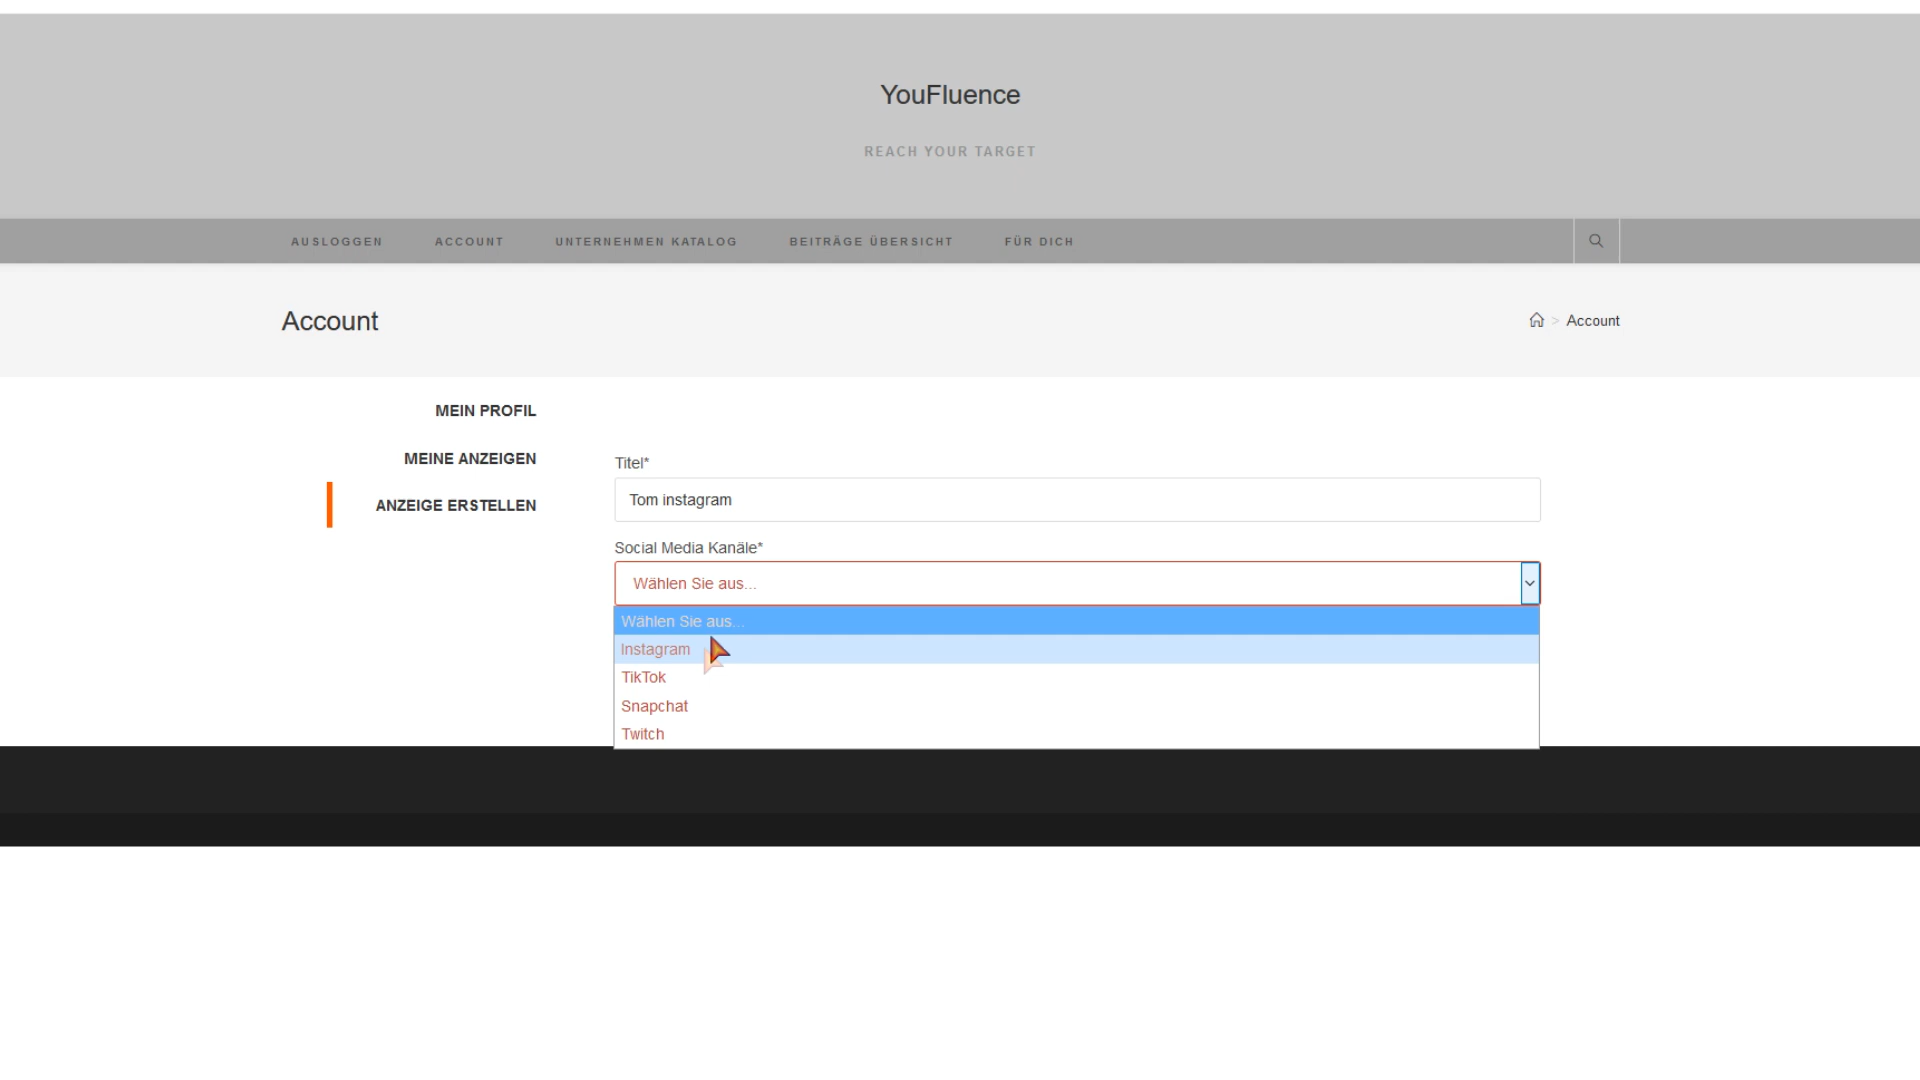 YouFluence
REACH YOUR TARGET
AUSLOGGEN ACCOUNT UNTERNEHMEN KATALOG BEITRÄGE ÜBERSICHT FÜR DICH
Account
> Account
MEIN PROFIL
MEINE ANZEIGEN
ANZEIGE ERSTELLEN
Titel*
Tom instagram
Social Media Kanäle*
Wählen Sie aus...
Wählen Sie aus...
Instagram
TikTok
Snapchat
Twitch